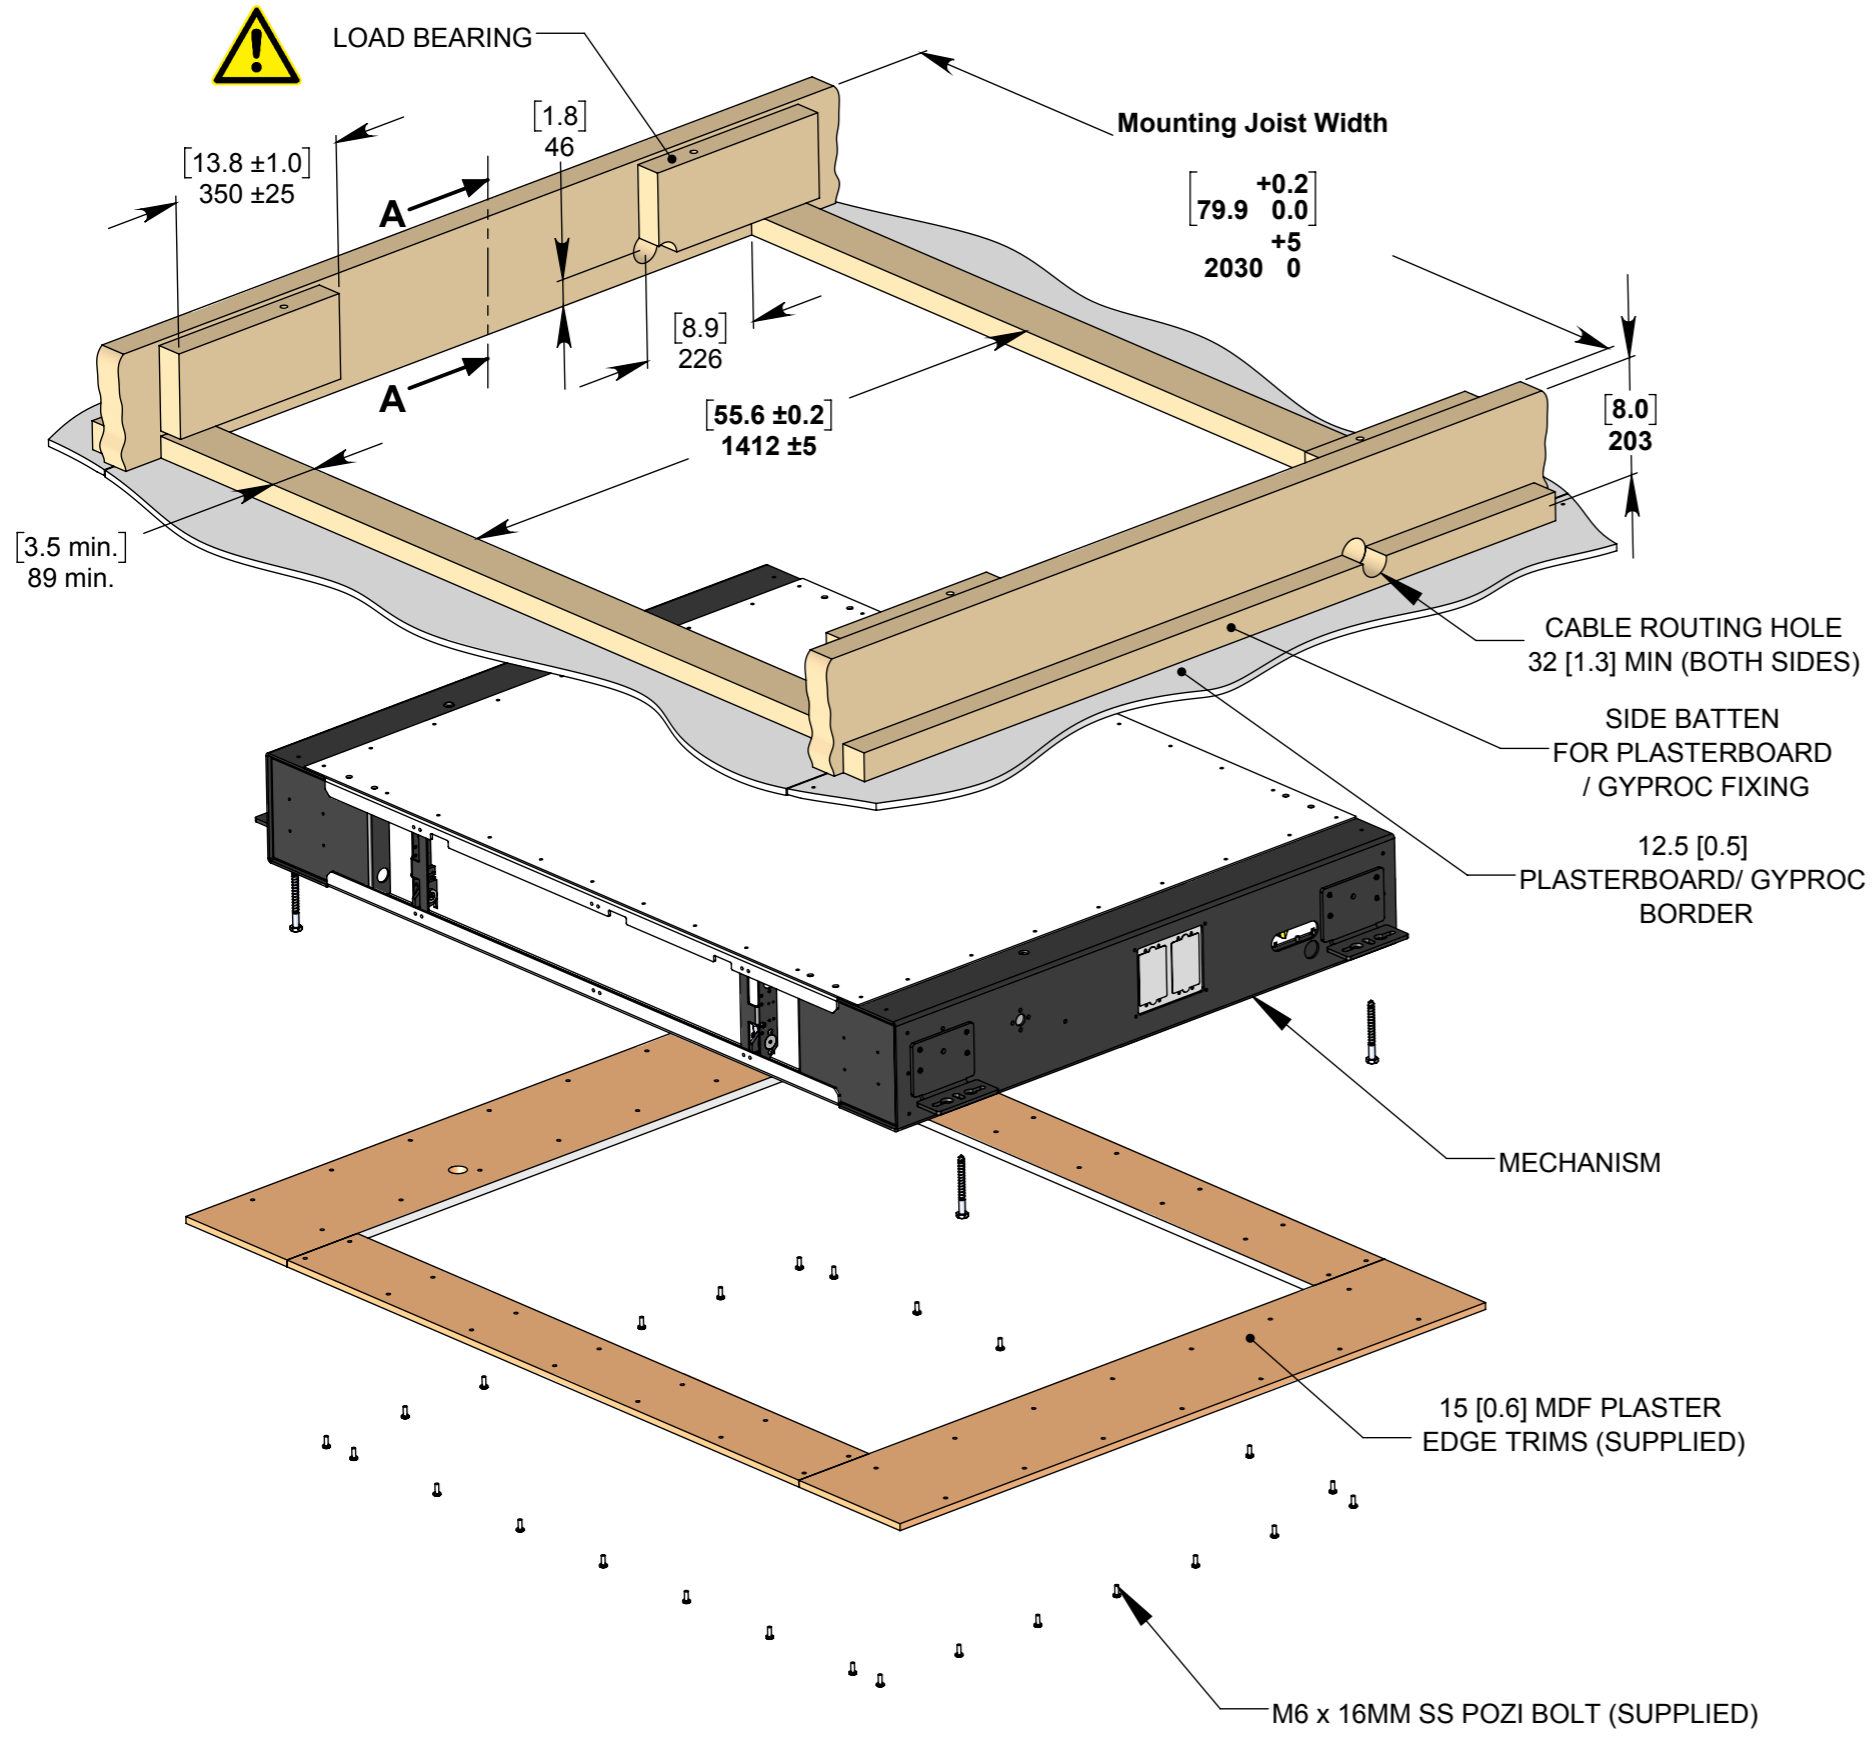 LOAD BEARING
[1.8]
46
[13.8 ±1.0]
350 ±25
A
A
Mounting Joist Width
+0.2
[79.9 0.0]
+5
2030 0
[8.9]
226
[55.6 ±0.2]
1412 ±5
[8.0]
203
[3.5 min.]
89 min.
CABLE ROUTING HOLE
32 [1.3] MIN (BOTH SIDES)
SIDE BATTEN
FOR PLASTERBOARD
/ GYPROC FIXING
12.5 [0.5]
PLASTERBOARD/ GYPROC
BORDER
MECHANISM
15 [0.6] MDF PLASTER
EDGE TRIMS (SUPPLIED)
M6 x 16MM SS POZI BOLT (SUPPLIED)